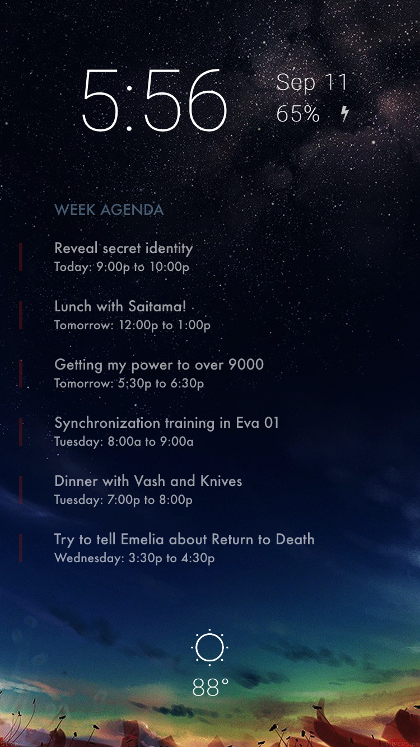 5:56
Sep 11
65%
WEEK AGENDA
Reveal secret identity
Today: 9:00p to 10:00p
Lunch with Saitama!
Tomorrow: 12:00p to 1:00p
Getting my power to over 9000
Tomorrow: 5:30p to 6:30p
Synchronization training in Eva 01
Tuesday: 8:00a to 9:00a
Dinner with Vash and Knives
Tuesday: 7:00p to 8:00p
Try to tell Emelia about Return to Death
Wednesday: 3:30p to 4:30p
88°